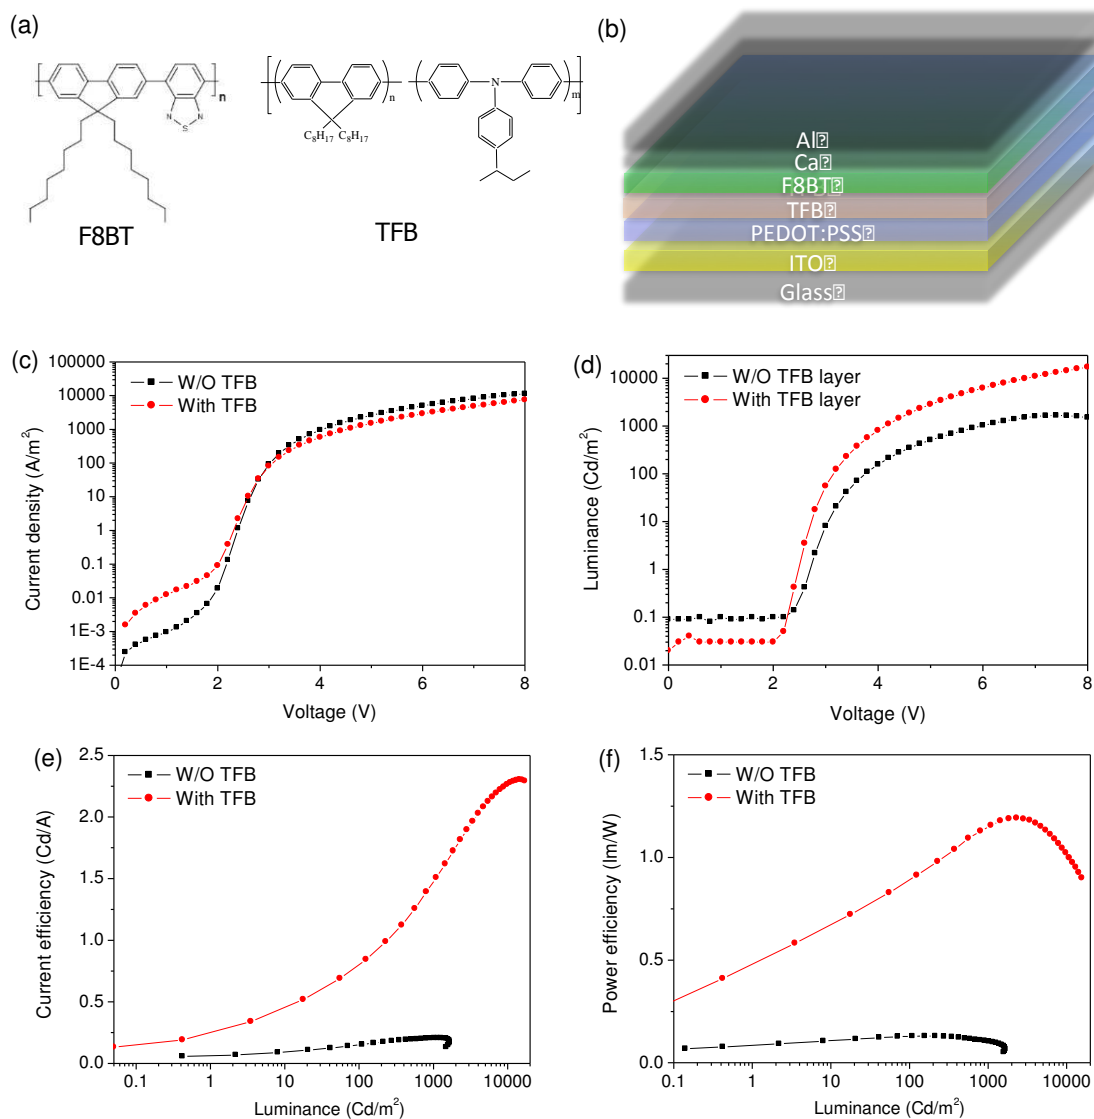 (a)
n
N
S
N
F8BT
n
C8H17
C8H17
N
m
TFB
(b)
Al⍰
Ca⍰
F8BT⍰
TFB⍰
PEDOT:PSS⍰
ITO⍰
Glass⍰
(c)
W/O TFB
With TFB
100000
10000
1000
100
10
1
0.1
0.01
1E-3
1E-4
0
2
4
6
8
Current density (A/m²)
Voltage (V)
(d)
W/O TFB layer
With TFB layer
10000
1000
100
10
1
0.1
0.01
0
2
4
6
8
Luminance (Cd/m²)
Voltage (V)
(e)
W/O TFB
With TFB
2.5
2.0
1.5
1.0
0.5
0.0
0.1
1
10
100
1000
10000
Current efficiency (Cd/A)
Luminance (Cd/m²)
(f)
W/O TFB
With TFB
1.5
1.0
0.5
0.0
0.1
1
10
100
1000
10000
Power efficiency (lm/W)
Luminance (Cd/m²)